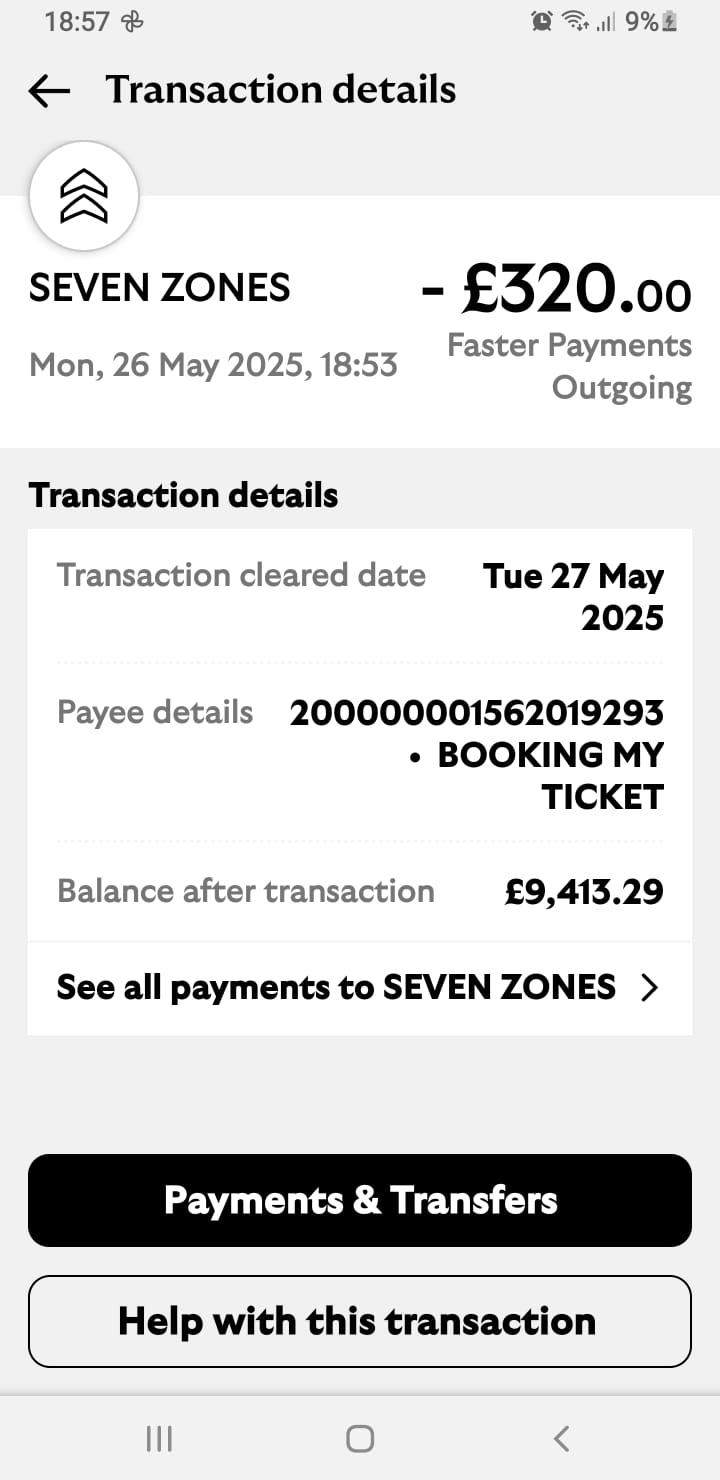 18:57 9%
Transaction details
SEVEN ZONES
- £320.00
Mon, 26 May 2025, 18:53
Faster Payments
Outgoing
Transaction details
Transaction cleared date Tue 27 May
2025
Payee details 200000001562019293
• BOOKING MY
TICKET
Balance after transaction £9,413.29
See all payments to SEVEN ZONES
Payments & Transfers
Help with this transaction